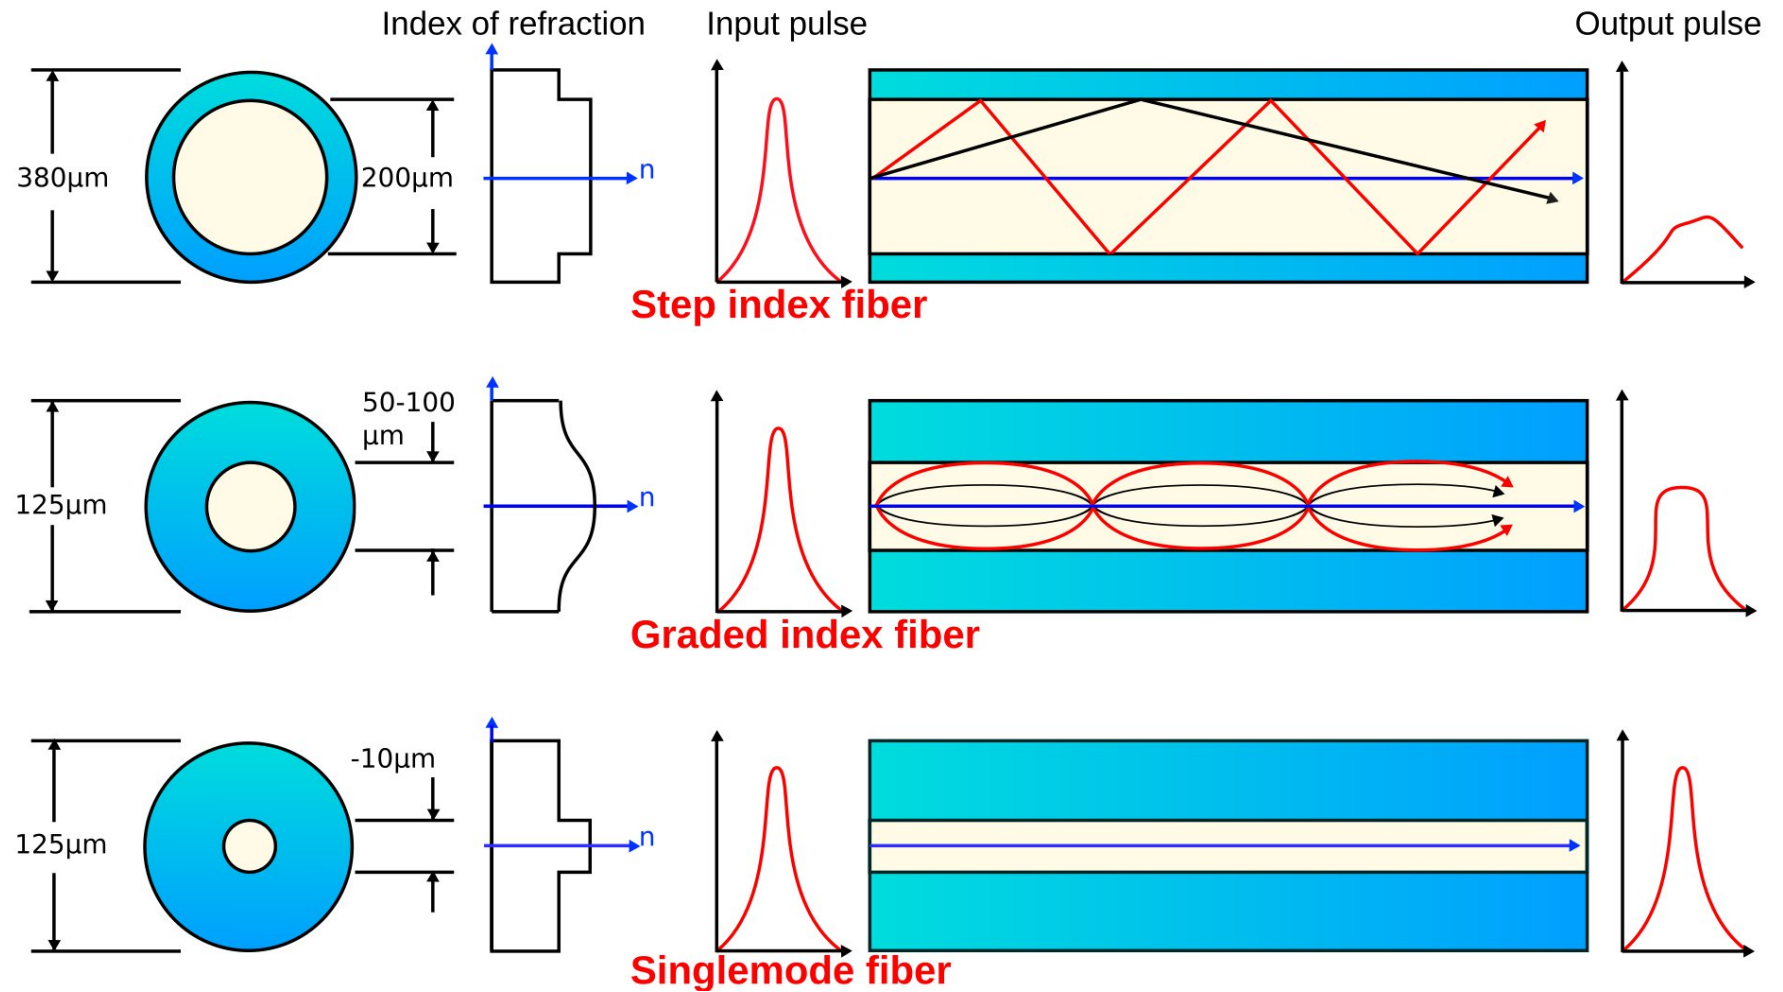 Index of refraction
Input pulse
Output pulse
380μm
200μm
n
Step index fiber
50-100
μm
125μm
n
Graded index fiber
-10μm
125μm
n
Singlemode fiber